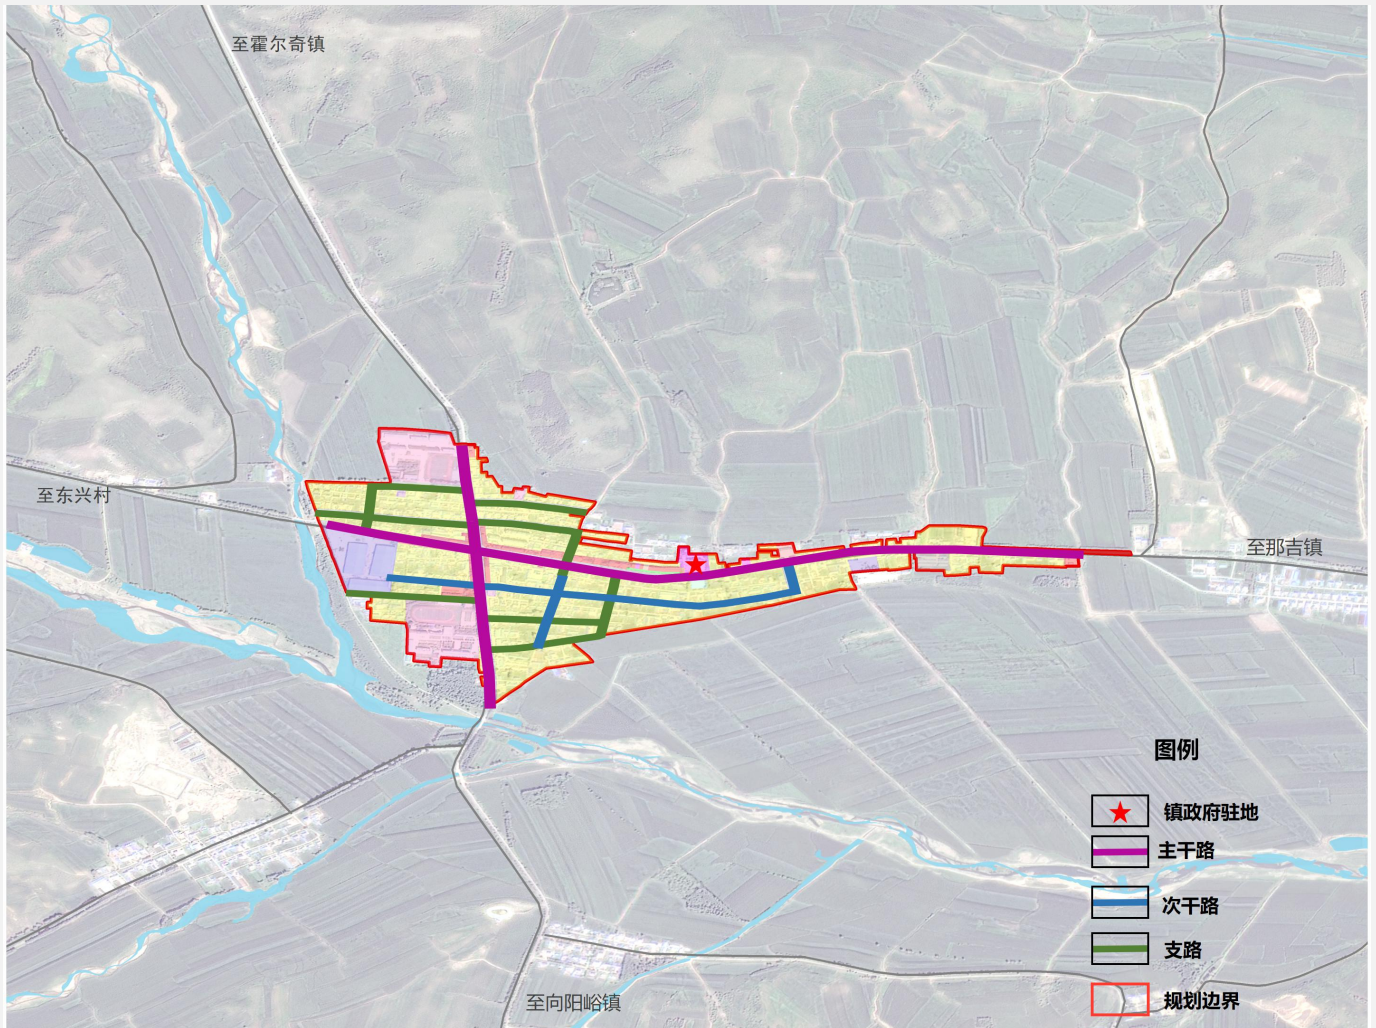 至霍尔奇镇
至东兴村
至那吉镇
至向阳峪镇
图例
镇政府驻地
主干路
次干路
支路
规划边界